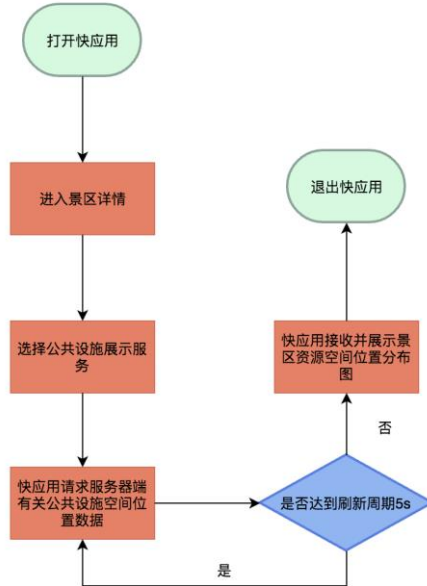 打开快应用
进入景区详情
选择公共设施展示服
务
快应用请求服务器端
有关公共设施空间位
置数据
是否达到刷新周期5s
是
否
快应用接收并展示景
区资源空间位置分布
图
退出快应用